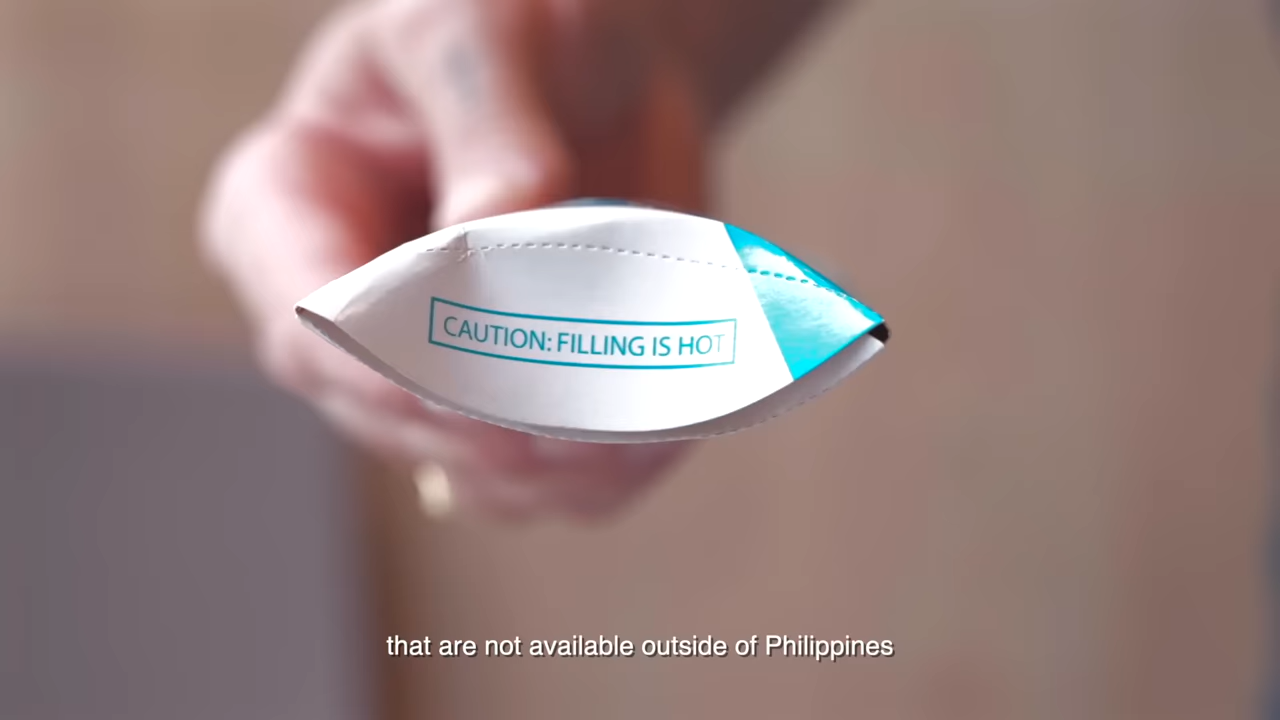 CAUTION: FILLING IS HOT
that are not available outside of Philippines